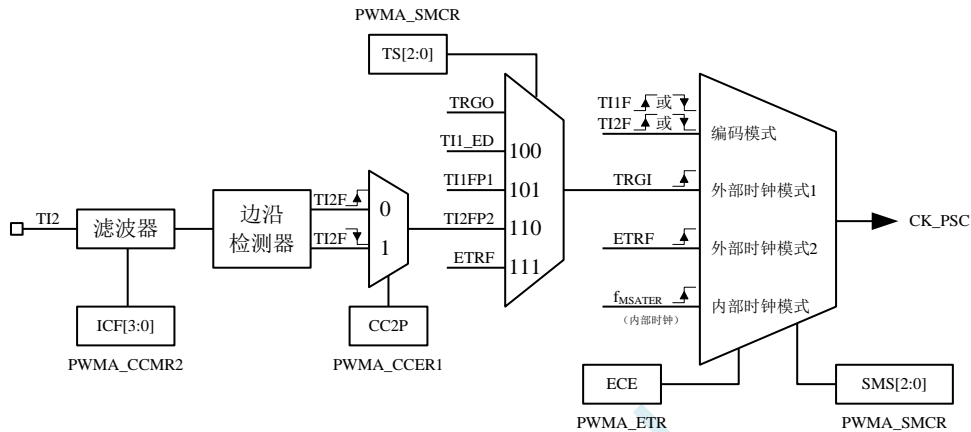 PWMA_SMCR
TS[2:0]
TRGO
TI1_ED
100
TI1FP1
101
TI2FP2
110
ETRF
111
TI2
滤波器
边沿
检测器
TI2F
0
TI2F
1
ICF[3:0]
PWMA_CCMR2
CC2P
PWMA_CCER1
TI1F 或
TI2F 或
编码模式
TRGI
外部时钟模式1
ETRF
外部时钟模式2
fMSATER
(内部时钟)
内部时钟模式
CK_PSC
ECE
PWMA_ETR
SMS[2:0]
PWMA_SMCR